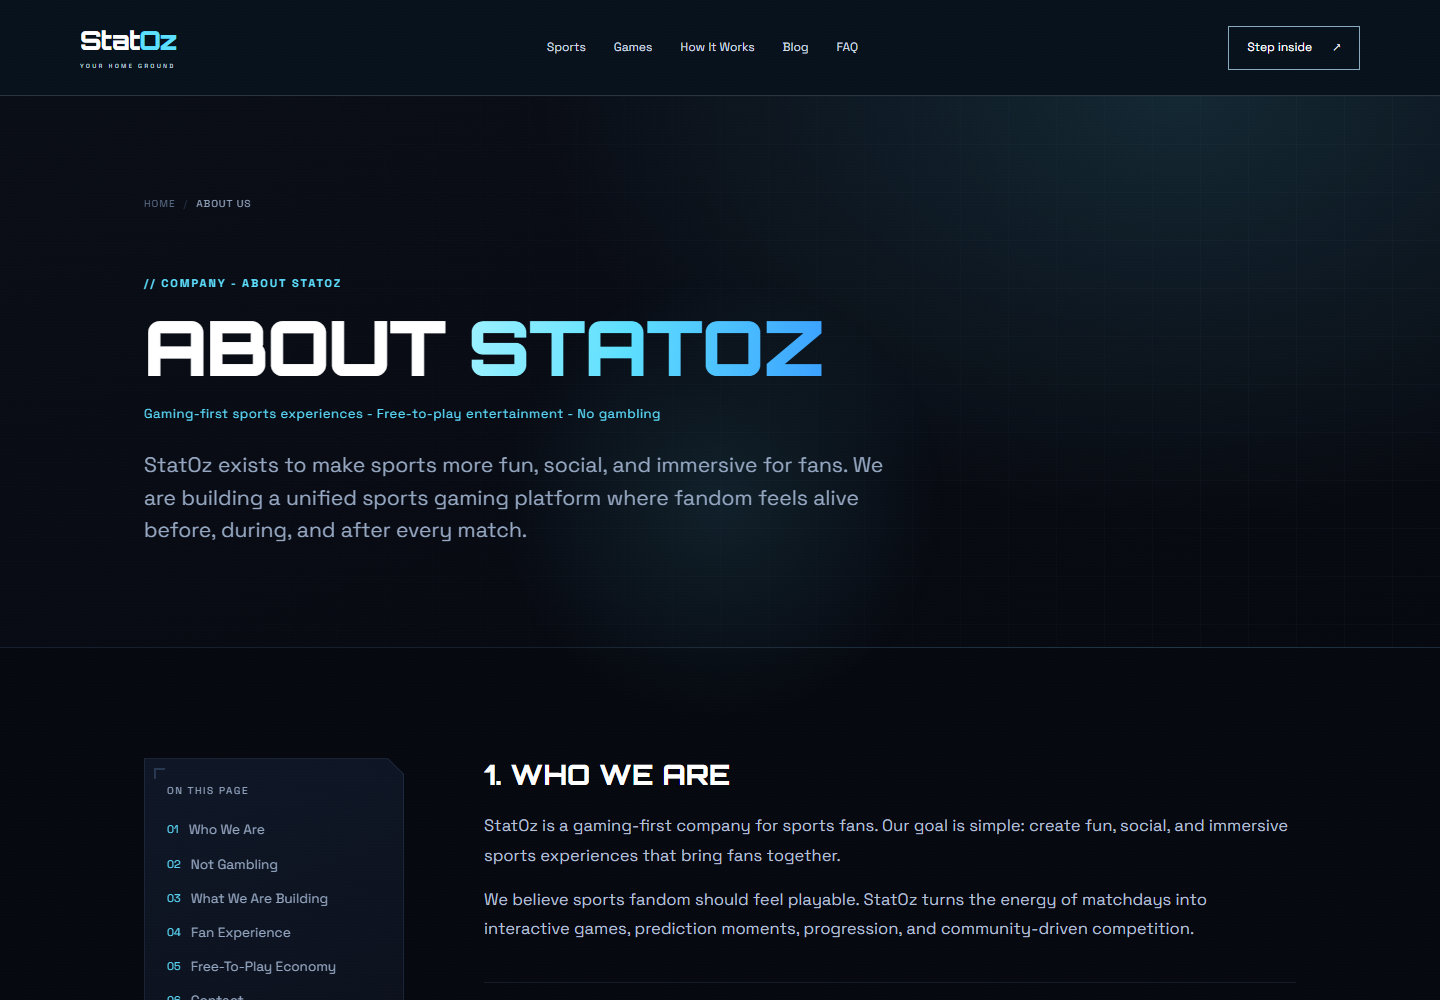 StatOz
YOUR HOME GROUND
Sports
Games
How It Works
Blog
FAQ
Step inside ↗
HOME / ABOUT US
// COMPANY - ABOUT STATOZ
ABOUT STATOZ
Gaming-first sports experiences - Free-to-play entertainment - No gambling
StatOz exists to make sports more fun, social, and immersive for fans. We
are building a unified sports gaming platform where fandom feels alive
before, during, and after every match.
ON THIS PAGE
01 Who We Are
02 Not Gambling
03 What We Are Building
04 Fan Experience
05 Free-To-Play Economy
06 Contact
1. WHO WE ARE
StatOz is a gaming-first company for sports fans. Our goal is simple: create fun, social, and immersive
sports experiences that bring fans together.
We believe sports fandom should feel playable. StatOz turns the energy of matchdays into
interactive games, prediction moments, progression, and community-driven competition.